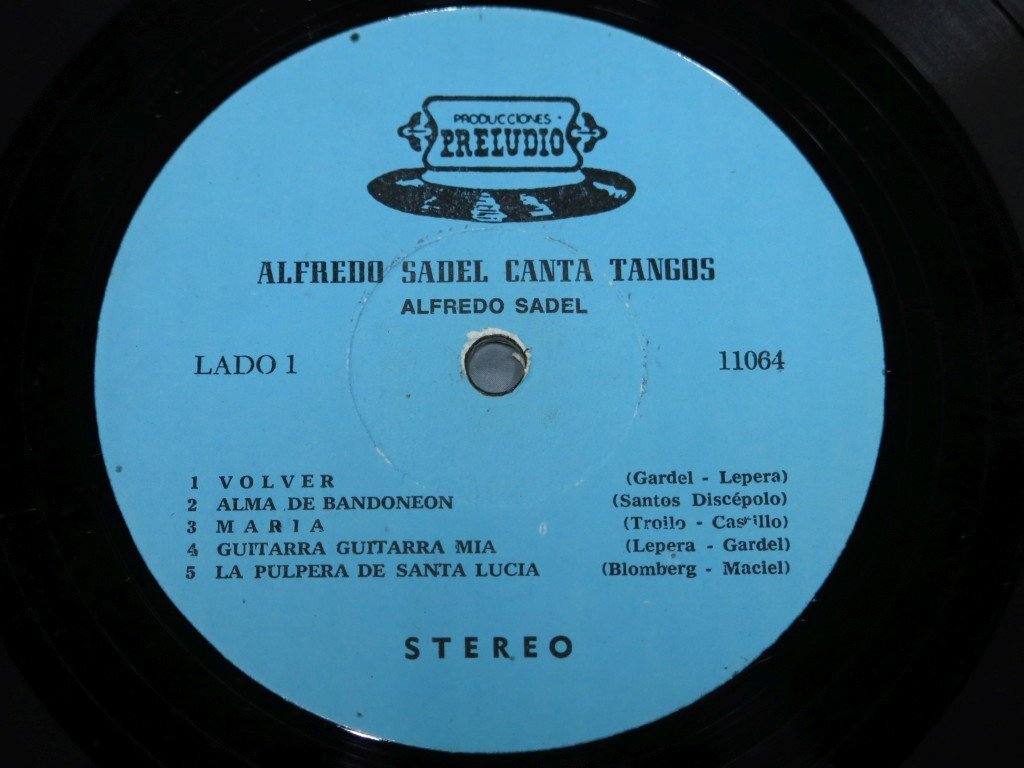 PRODUCCIONES
PRELUDIO
ALFREDO SADEL CANTA TANGOS
ALFREDO SADEL
LADO 1 11064
1 VOLVER (Gardel - Lepera)
2 ALMA DE BANDONEON (Santos Discépolo)
3 MARIA (Troilo - Castillo)
4 GUITARRA GUITARRA MIA (Lepera - Gardel)
5 LA PULPERA DE SANTA LUCIA (Blomberg - Maciel)
STEREO